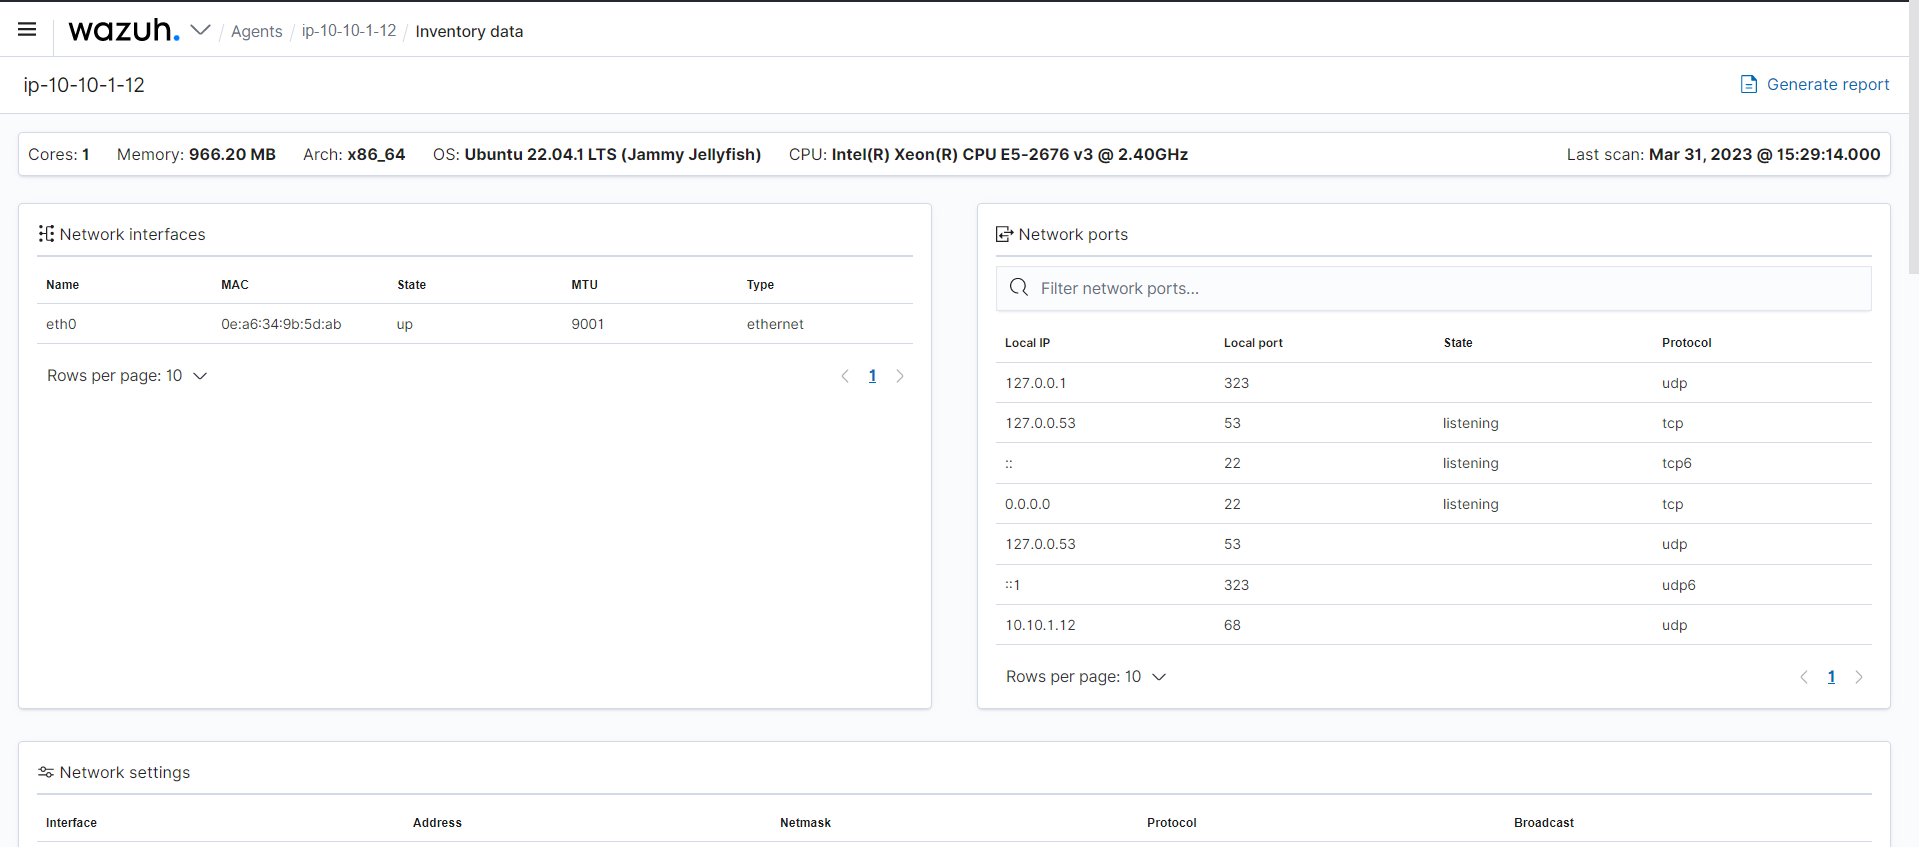 wazuh. / Agents / ip-10-10-1-12 / Inventory data
ip-10-10-1-12
Generate report
Cores: 1 Memory: 966.20 MB Arch: x86_64 OS: Ubuntu 22.04.1 LTS (Jammy Jellyfish) CPU: Intel(R) Xeon(R) CPU E5-2676 v3 @ 2.40GHz Last scan: Mar 31, 2023 @ 15:29:14.000
Network interfaces
Name MAC State MTU Type
eth0 0e:a6:34:9b:5d:ab up 9001 ethernet
Rows per page: 10 1
Network ports
Filter network ports...
Local IP Local port State Protocol
127.0.0.1 323 udp
127.0.0.53 53 listening tcp
:: 22 listening tcp6
0.0.0.0 22 listening tcp
127.0.0.53 53 udp
::1 323 udp6
10.10.1.12 68 udp
Rows per page: 10 1
Network settings
Interface Address Netmask Protocol Broadcast